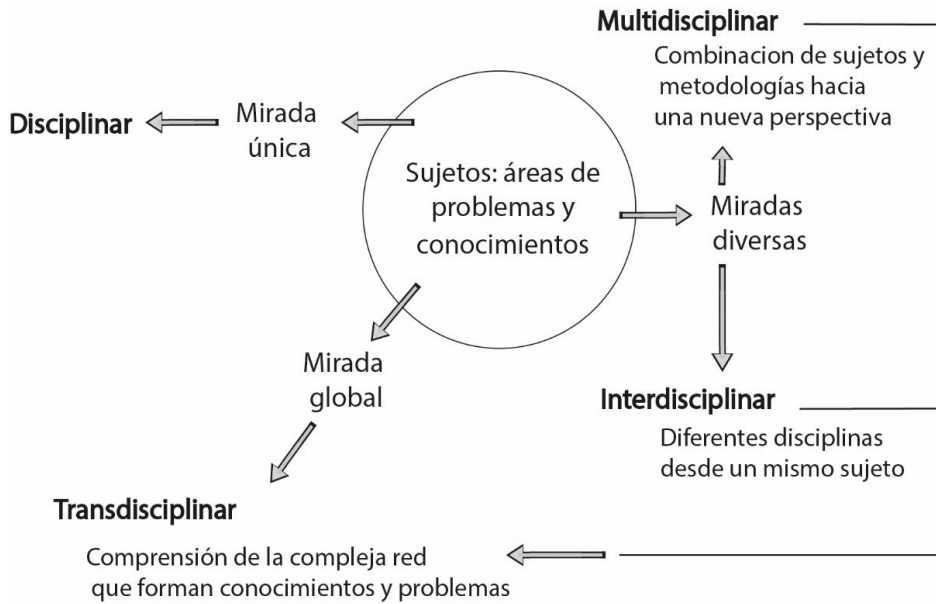 Multidisciplinar
Combinacion de sujetos y
metodologías hacia
una nueva perspectiva
Disciplinar
Mirada
única
Sujetos: áreas de
problemas y
conocimientos
Miradas
diversas
Mirada
global
Interdisciplinar
Diferentes disciplinas
desde un mismo sujeto
Transdisciplinar
Comprensión de la compleja red
que forman conocimientos y problemas